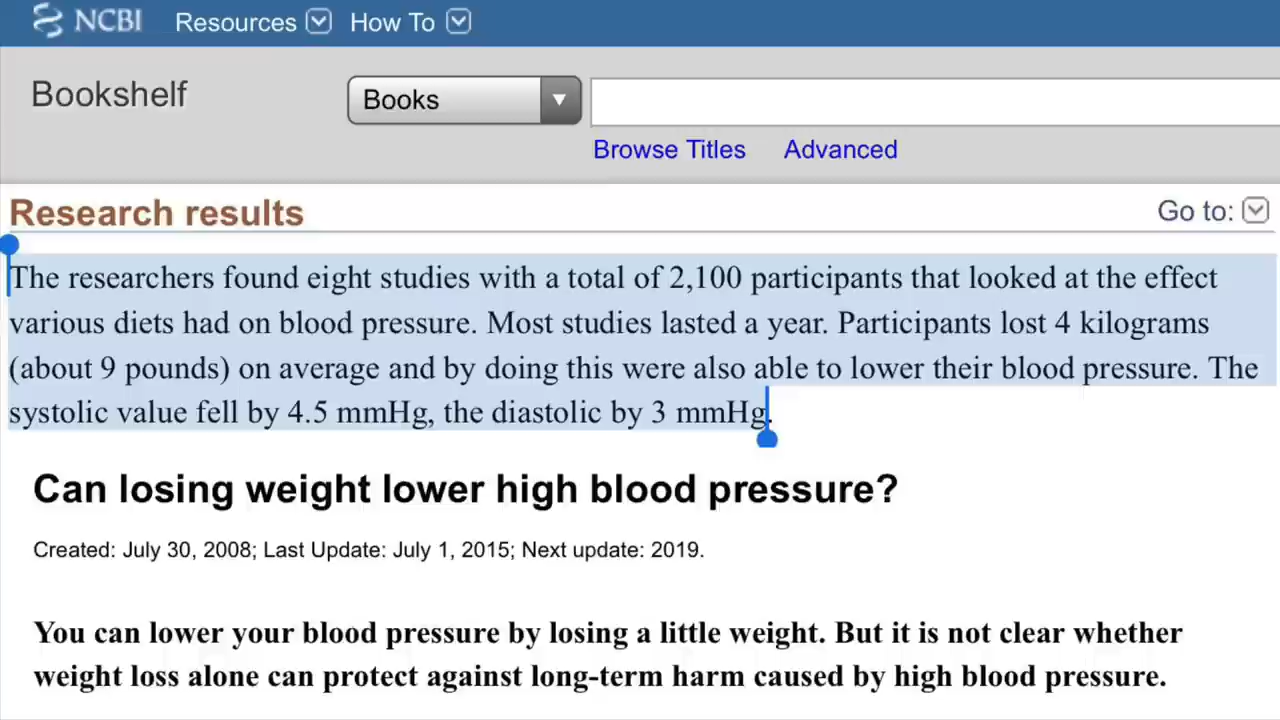 NCBI Resources How To
Bookshelf
Books
Browse Titles Advanced
Research results
Go to:
The researchers found eight studies with a total of 2,100 participants that looked at the effect
various diets had on blood pressure. Most studies lasted a year. Participants lost 4 kilograms
(about 9 pounds) on average and by doing this were also able to lower their blood pressure. The
systolic value fell by 4.5 mmHg, the diastolic by 3 mmHg.
Can losing weight lower high blood pressure?
Created: July 30, 2008; Last Update: July 1, 2015; Next update: 2019.
You can lower your blood pressure by losing a little weight. But it is not clear whether
weight loss alone can protect against long-term harm caused by high blood pressure.